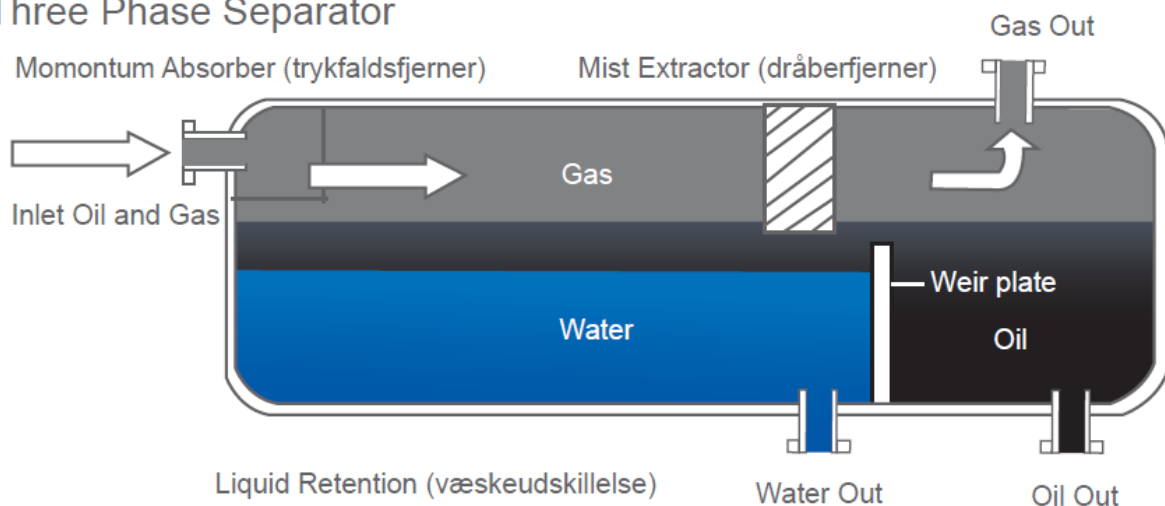 Three Phase Separator
Gas Out
Momontum Absorber (trykfaldsfjerner)
Mist Extractor (dråberfjerner)
Gas
Inlet Oil and Gas
Weir plate
Water
Oil
Liquid Retention (væskeudskillelse)
Water Out
Oil Out